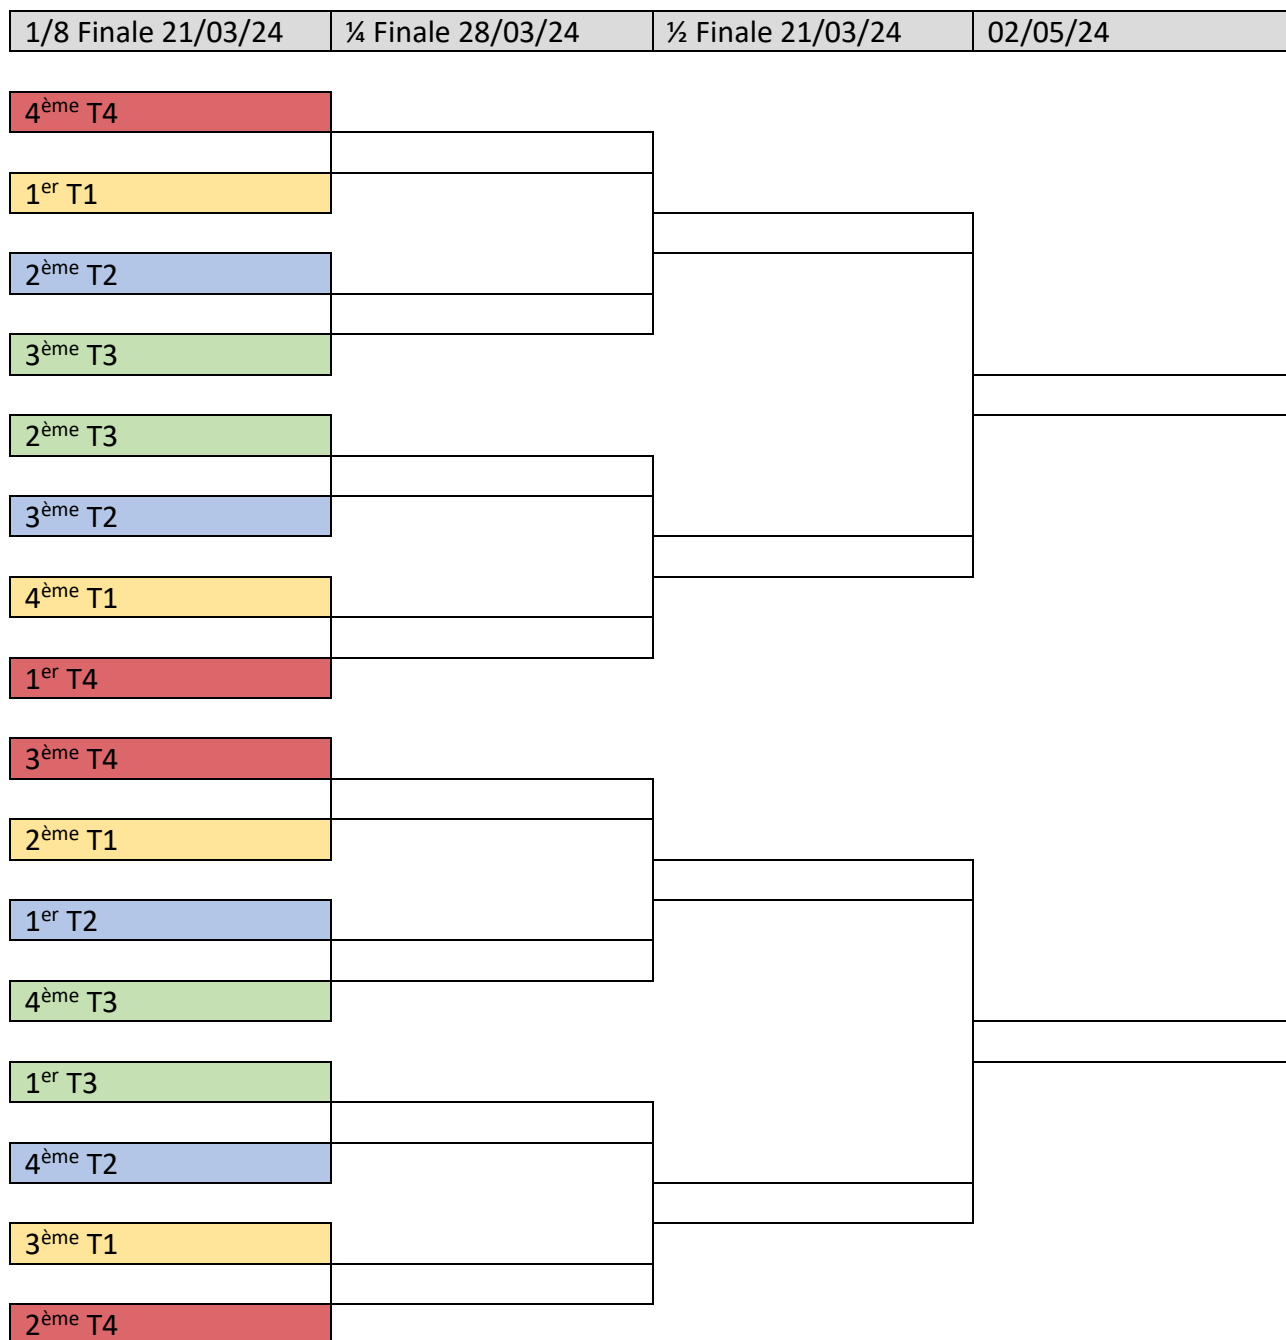 1/8 Finale 21/03/24 ¼ Finale 28/03/24 ½ Finale 21/03/24 02/05/24
4ème T4
1er T1
2ème T2
3ème T3
2ème T3
3ème T2
4ème T1
1er T4
3ème T4
2ème T1
1er T2
4ème T3
1er T3
4ème T2
3ème T1
2ème T4